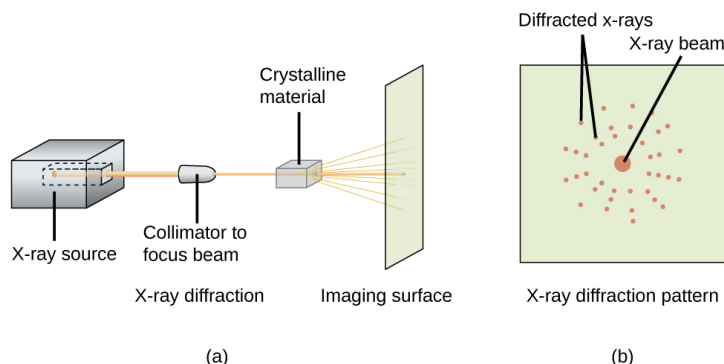 Diffracted x-rays
X-ray beam
Crystalline
material
X-ray source
Collimator to
focus beam
X-ray diffraction
Imaging surface
X-ray diffraction pattern
(a)
(b)